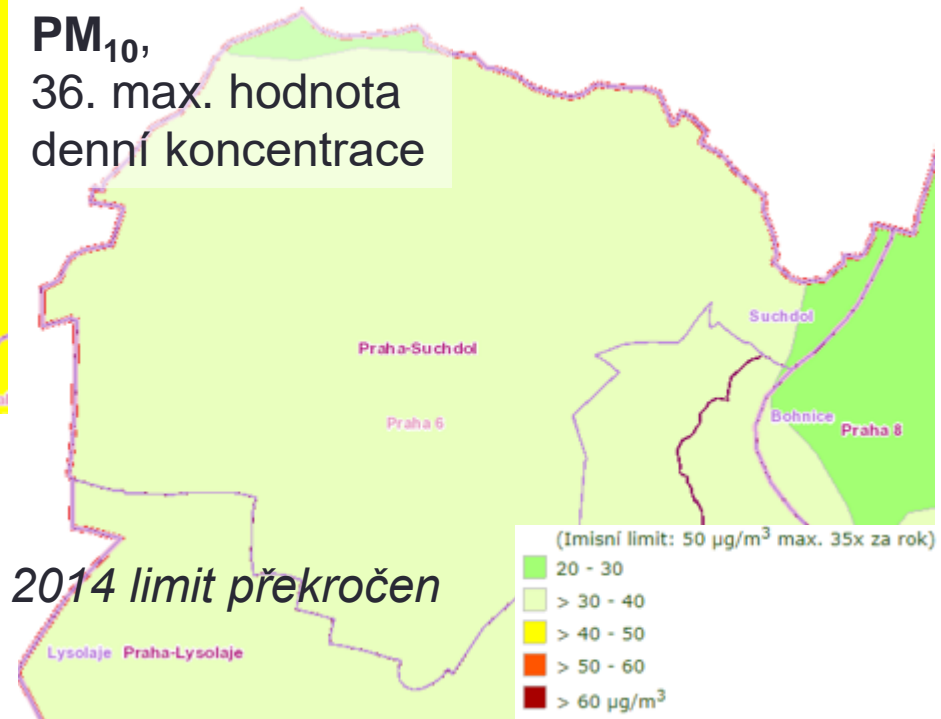 PM10,
36. max. hodnota
denní koncentrace
Suchdol
Praha-Suchdol
Praha 6
Bohnice
Praha 8
(Imisní limit: 50 µg/m3 max. 35x za rok)
20 - 30
> 30 - 40
> 40 - 50
> 50 - 60
> 60 µg/m3
2014 limit překročen
Lysolaje Praha-Lysolaje